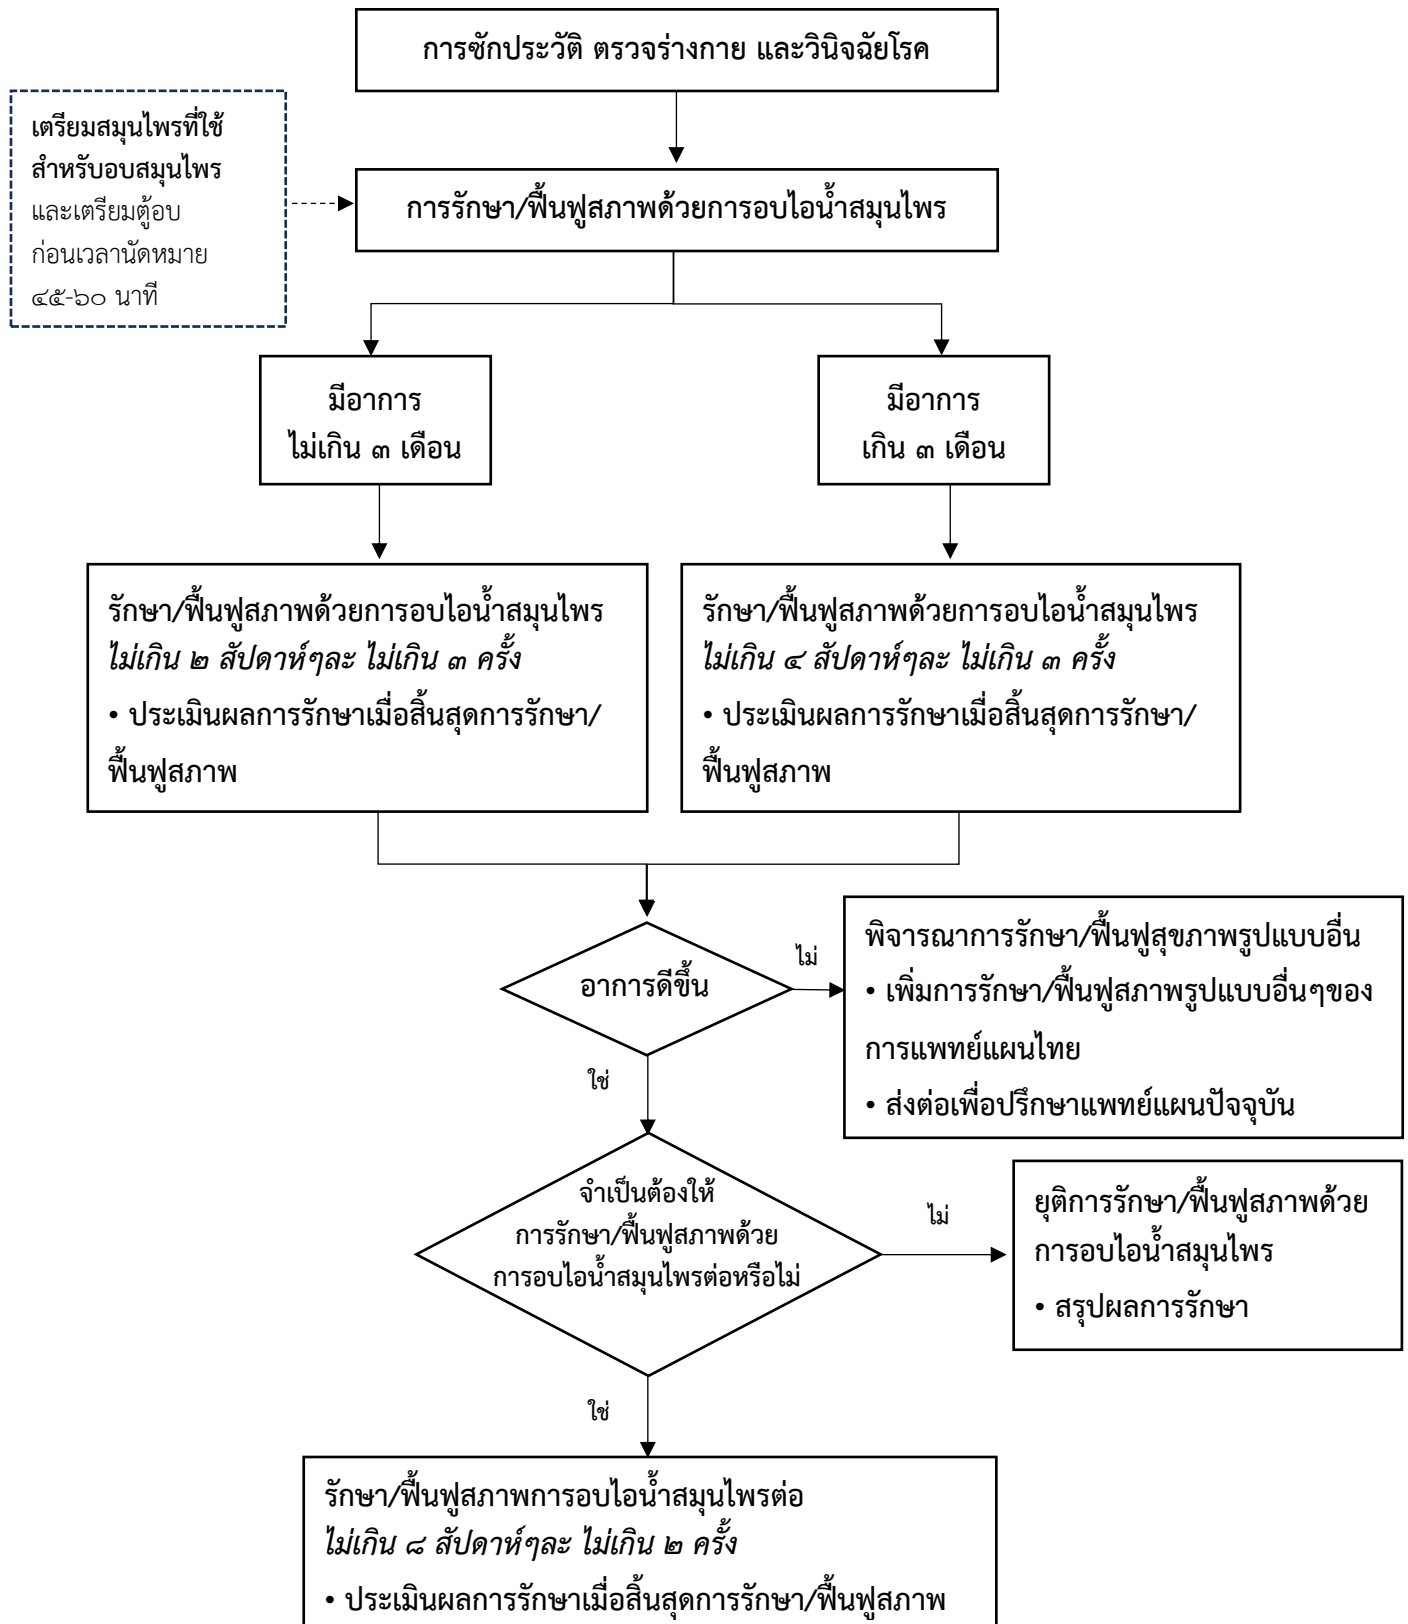 การซักประวัติ ตรวจร่างกาย และวินิจฉัยโรค
เตรียมสมุนไพรที่ใช้
สำหรับอบสมุนไพร
และเตรียมตู้อบ
ก่อนเวลานัดหมาย
๔๕-๖๐ นาที
การรักษา/ฟื้นฟูสภาพด้วยการอบไอน้ำสมุนไพร
มีอาการ
ไม่เกิน ๓ เดือน
มีอาการ
เกิน ๓ เดือน
รักษา/ฟื้นฟูสภาพด้วยการอบไอน้ำสมุนไพร
ไม่เกิน ๒ สัปดาห์ๆละ ไม่เกิน ๓ ครั้ง
• ประเมินผลการรักษาเมื่อสิ้นสุดการรักษา/
ฟื้นฟูสภาพ
รักษา/ฟื้นฟูสภาพด้วยการอบไอน้ำสมุนไพร
ไม่เกิน ๔ สัปดาห์ๆละ ไม่เกิน ๓ ครั้ง
• ประเมินผลการรักษาเมื่อสิ้นสุดการรักษา/
ฟื้นฟูสภาพ
อาการดีขึ้น
ไม่
พิจารณาการรักษา/ฟื้นฟูสุขภาพรูปแบบอื่น
• เพิ่มการรักษา/ฟื้นฟูสภาพรูปแบบอื่นๆของ
การแพทย์แผนไทย
• ส่งต่อเพื่อปรึกษาแพทย์แผนปัจจุบัน
ใช่
จำเป็นต้องให้
การรักษา/ฟื้นฟูสภาพด้วย
การอบไอน้ำสมุนไพรต่อหรือไม่
ไม่
ยุติการรักษา/ฟื้นฟูสภาพด้วย
การอบไอน้ำสมุนไพร
• สรุปผลการรักษา
ใช่
รักษา/ฟื้นฟูสภาพการอบไอน้ำสมุนไพรต่อ
ไม่เกิน ๘ สัปดาห์ๆละ ไม่เกิน ๒ ครั้ง
• ประเมินผลการรักษาเมื่อสิ้นสุดการรักษา/ฟื้นฟูสภาพ